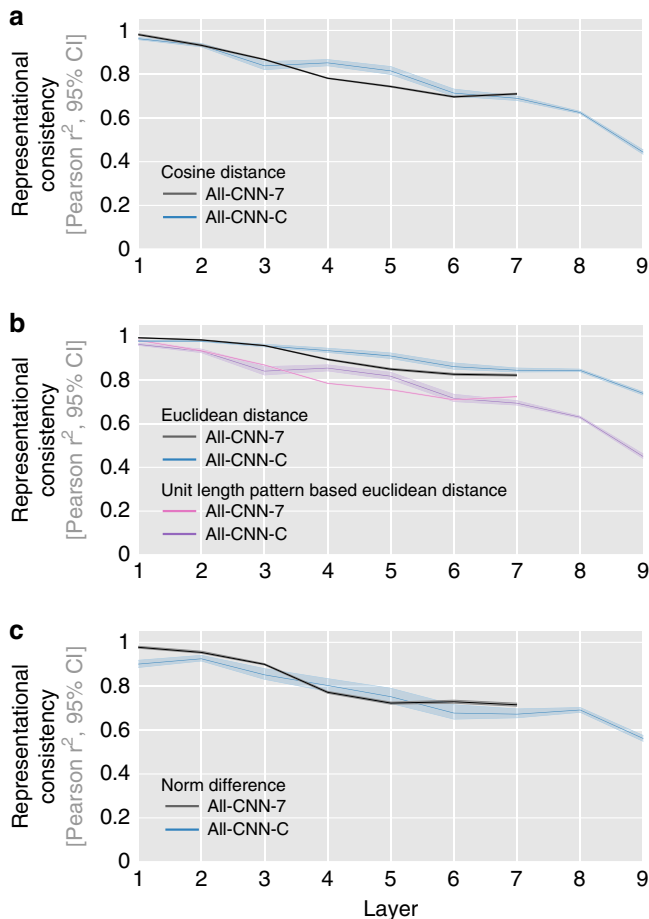 a
Representational
consistency
[Pearson r², 95% CI]
1
0.8
0.6
0.4
0.2
0
Cosine distance
All-CNN-7
All-CNN-C
1 2 3 4 5 6 7 8 9
b
Representational
consistency
[Pearson r², 95% CI]
1
0.8
0.6
0.4
0.2
0
Euclidean distance
All-CNN-7
All-CNN-C
Unit length pattern based euclidean distance
All-CNN-7
All-CNN-C
1 2 3 4 5 6 7 8 9
c
Representational
consistency
[Pearson r², 95% CI]
1
0.8
0.6
0.4
0.2
0
Norm difference
All-CNN-7
All-CNN-C
1 2 3 4 5 6 7 8 9
Layer